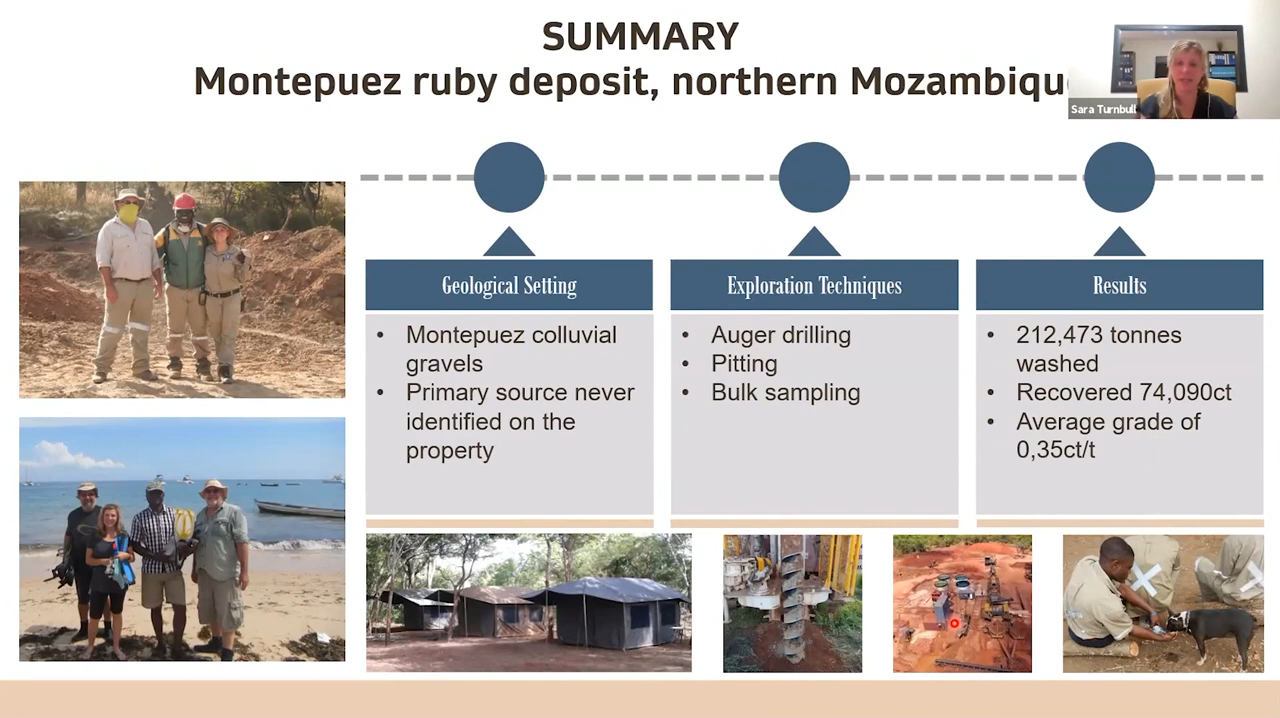 SUMMARY
Montepuez ruby deposit, northern Mozambiqu
Sara Turnbull
Geological Setting
• Montepuez colluvial
gravels
• Primary source never
identified on the
property
Exploration Techniques
• Auger drilling
• Pitting
• Bulk sampling
Results
• 212,473 tonnes
washed
• Recovered 74,090ct
• Average grade of
0,35ct/t